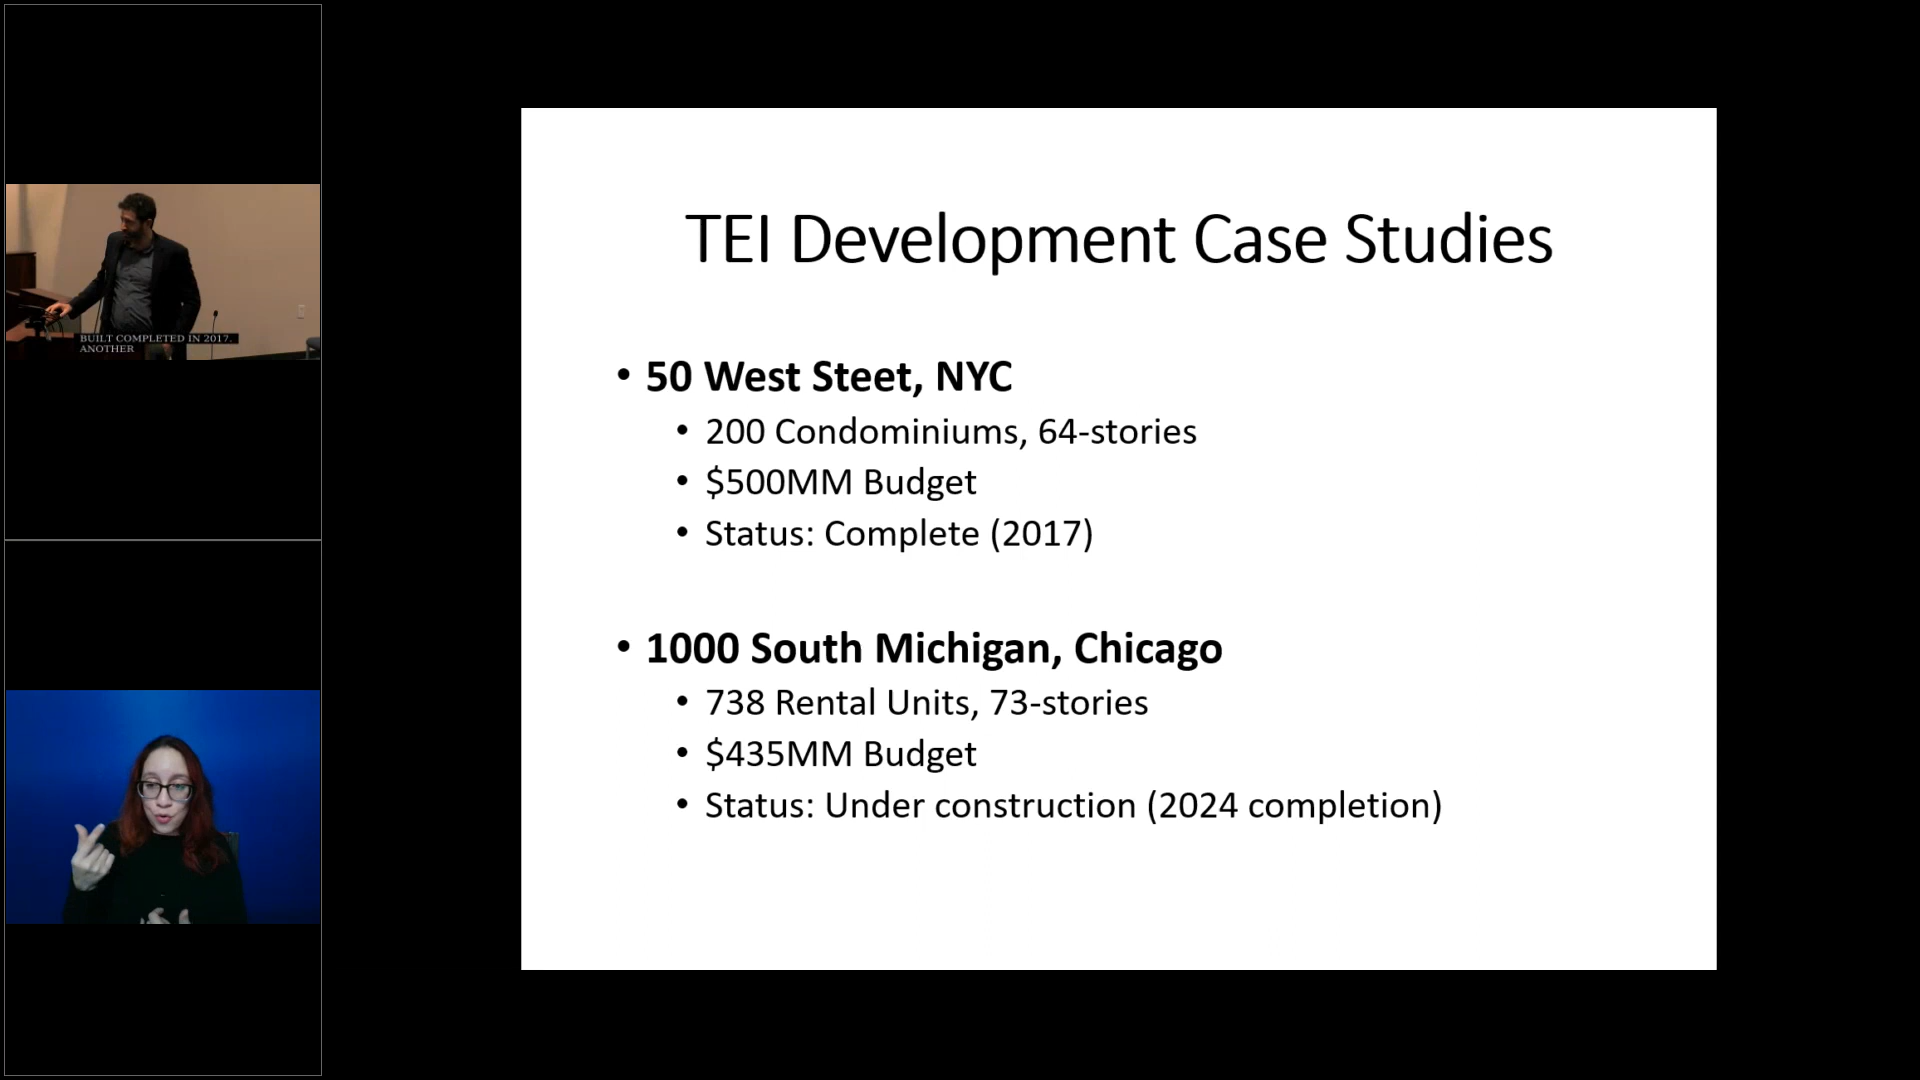 BUILT COMPLETED IN 2017.
ANOTHER
TEI Development Case Studies
• 50 West Steet, NYC
• 200 Condominiums, 64-stories
• $500MM Budget
• Status: Complete (2017)
• 1000 South Michigan, Chicago
• 738 Rental Units, 73-stories
• $435MM Budget
• Status: Under construction (2024 completion)